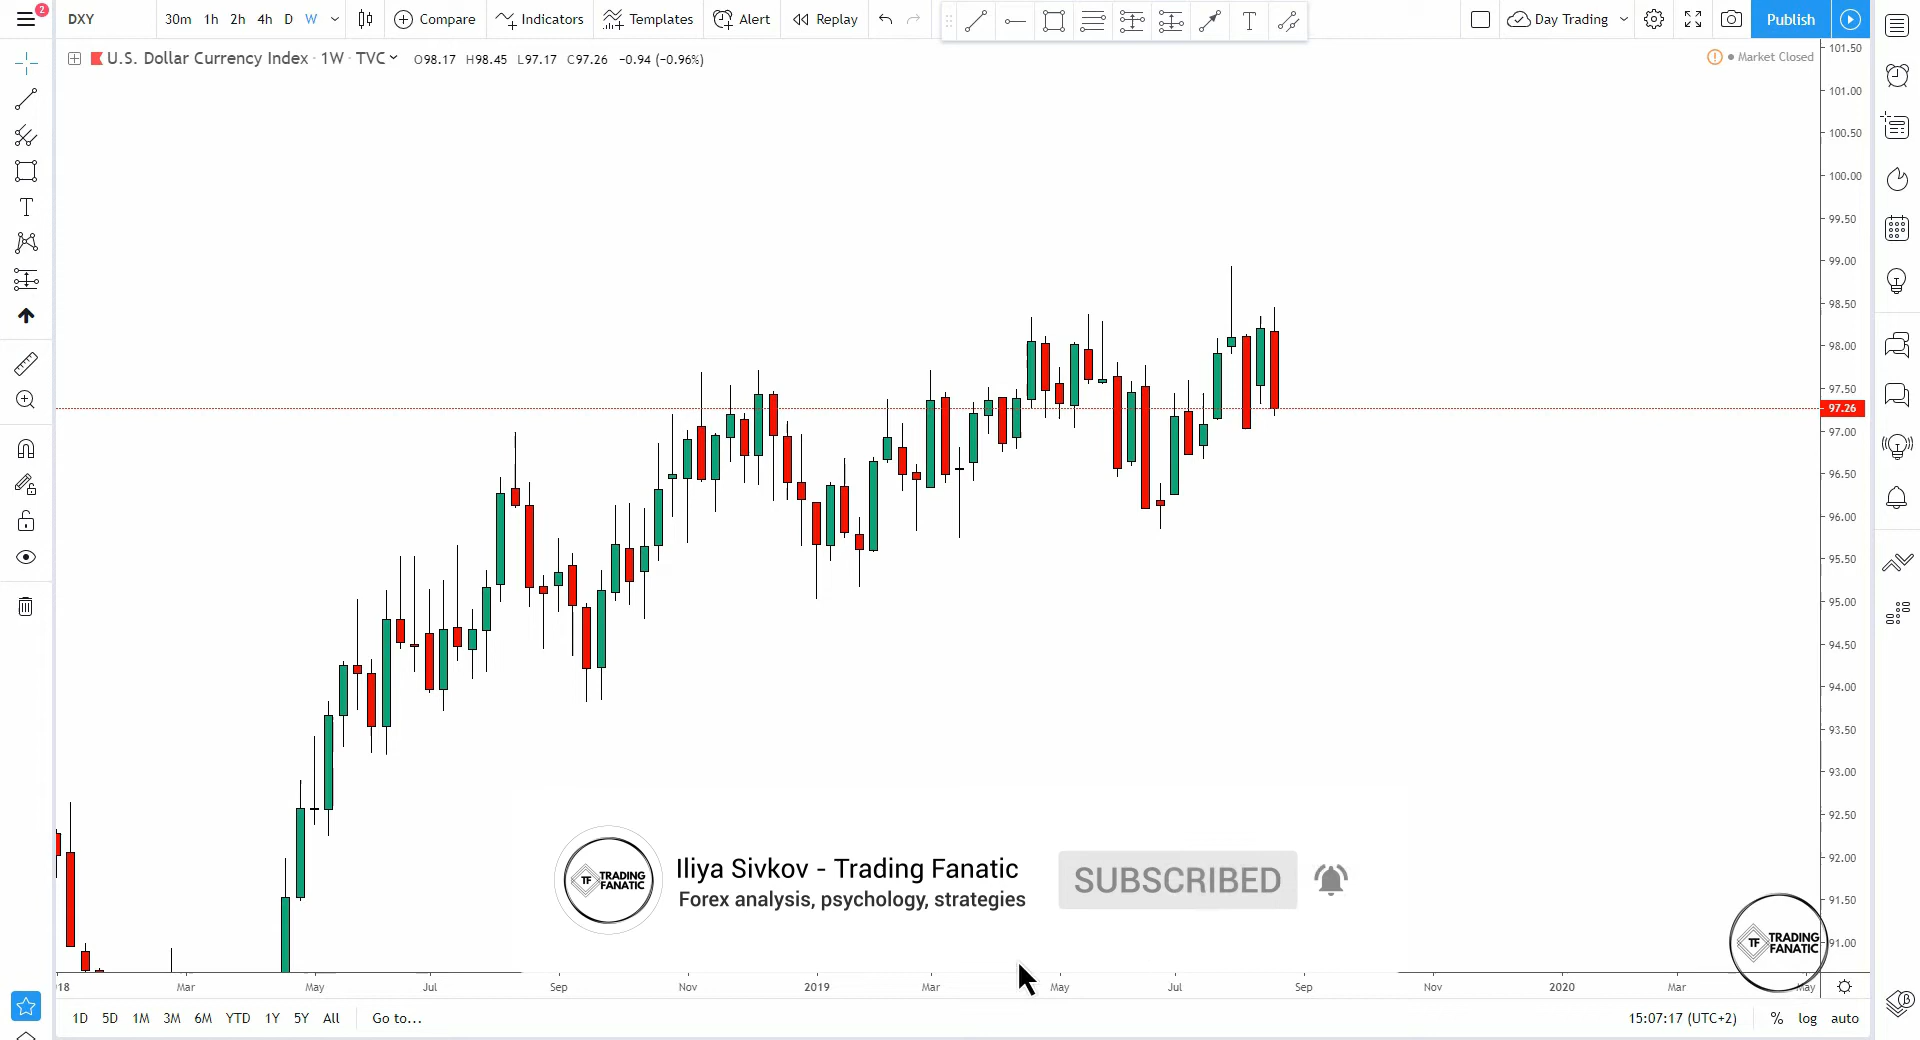 2
DXY 30m 1h 2h 4h D W Compare Indicators Templates Alert Replay T Day Trading Publish
U.S. Dollar Currency Index · 1W · TVC O98.17 H98.45 L97.17 C97.26 −0.94 (−0.96%)
Market Closed
101.50
101.00
100.50
100.00
99.50
99.00
98.50
98.00
97.50
97.26
97.00
96.50
96.00
95.50
95.00
94.50
94.00
93.50
93.00
92.50
92.00
91.50
91.00
T
Iliya Sivkov - Trading Fanatic
Forex analysis, psychology, strategies
SUBSCRIBED
TF TRADING
FANATIC
TF TRADING
FANATIC
18 Mar May Jul Sep Nov 2019 Mar May Jul Sep Nov 2020 Mar May
1D 5D 1M 3M 6M YTD 1Y 5Y All Go to... 15:07:17 (UTC+2) % log auto
β